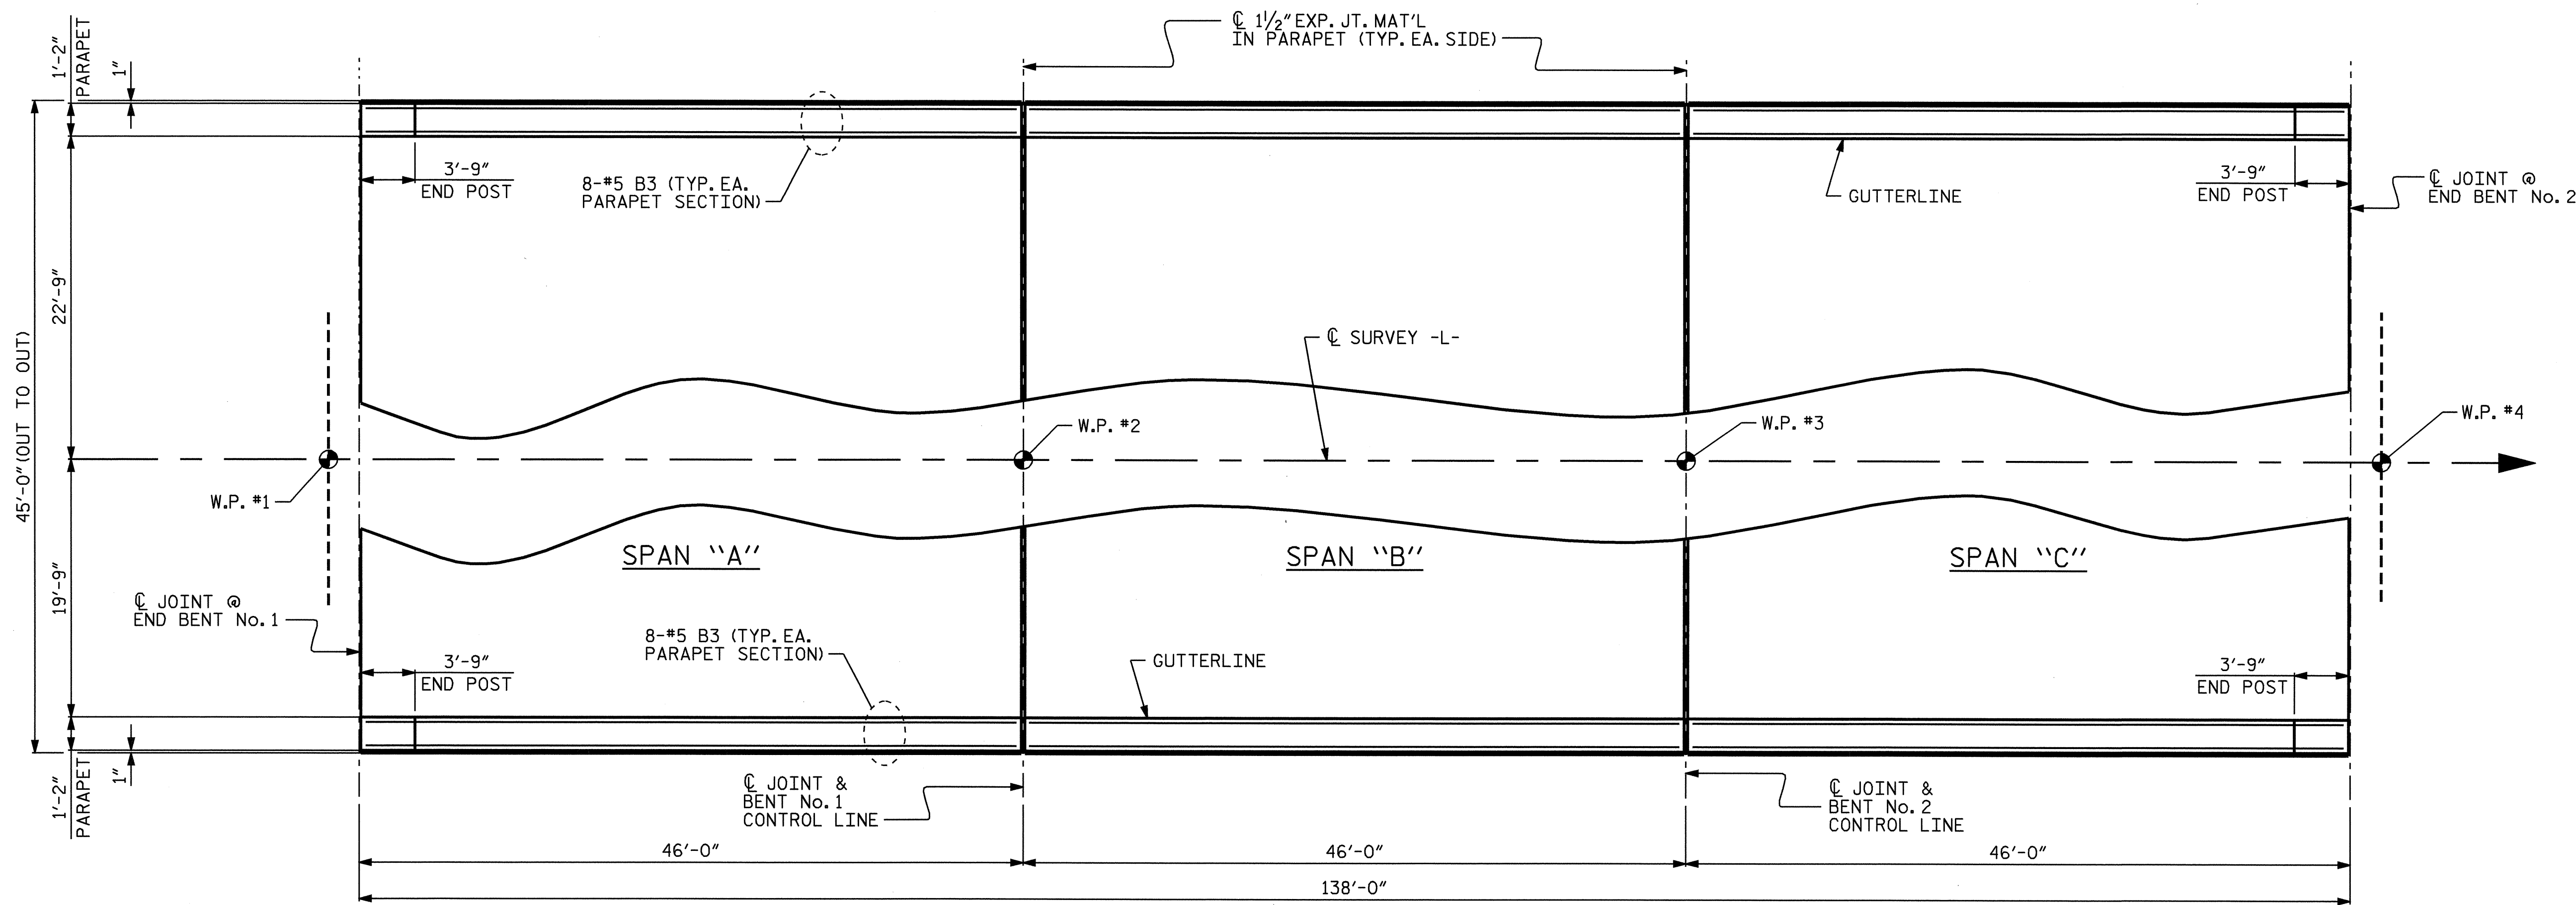 ℄ 1½" EXP. JT. MAT'L
IN PARAPET (TYP. EA. SIDE)
1'-2"
PARAPET
1"
3'-9"
END POST
8-#5 B3 (TYP. EA.
PARAPET SECTION)
GUTTERLINE
3'-9"
END POST
℄ JOINT @
END BENT No. 2
22'-9"
45'-0" (OUT TO OUT)
℄ SURVEY -L-
W.P. #1
W.P. #2
W.P. #3
W.P. #4
SPAN "A"
SPAN "B"
SPAN "C"
19'-9"
℄ JOINT @
END BENT No. 1
3'-9"
END POST
8-#5 B3 (TYP. EA.
PARAPET SECTION)
GUTTERLINE
3'-9"
END POST
1'-2"
PARAPET
1"
℄ JOINT &
BENT No. 1
CONTROL LINE
℄ JOINT &
BENT No. 2
CONTROL LINE
46'-0"
46'-0"
46'-0"
138'-0"